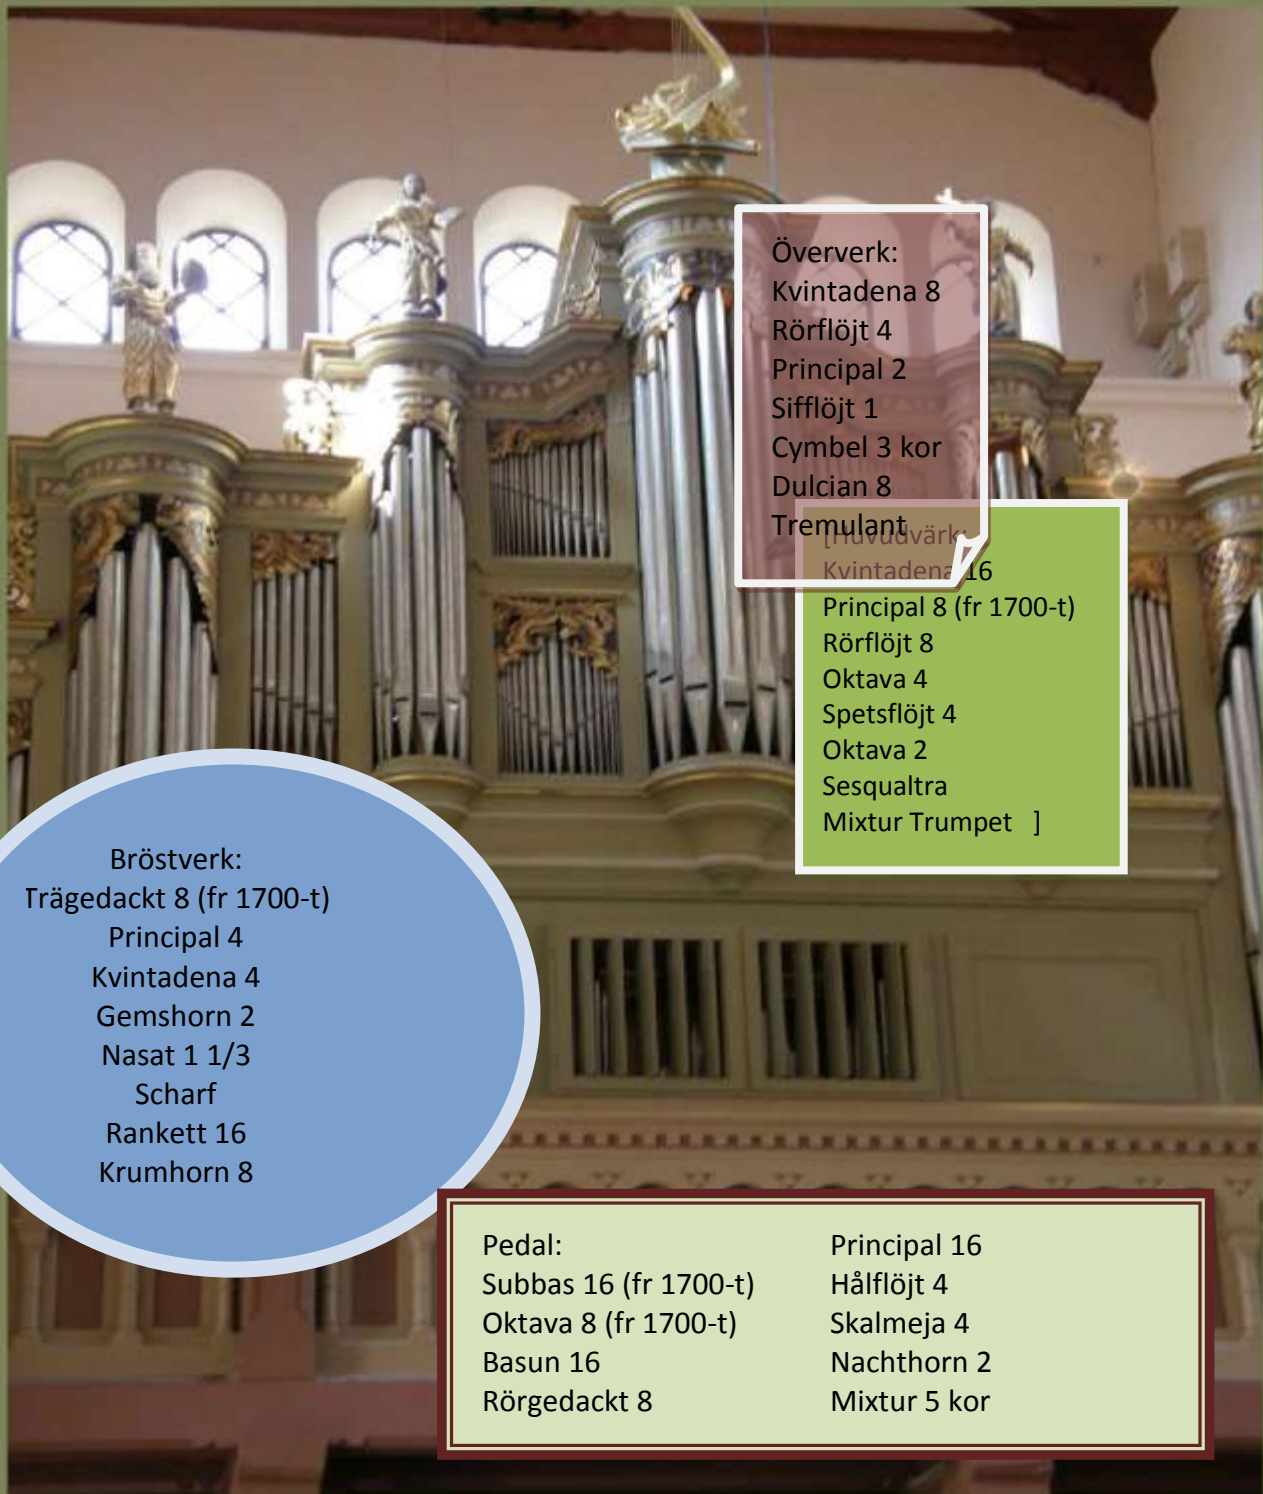 Öververk:
Kvintadena 8
Rörflöjt 4
Principal 2
Sifflöjt 1
Cymbel 3 kor
Dulcian 8
Tremulant
[Huvudvärk:
Kvintadena 16
Principal 8 (fr 1700-t)
Rörflöjt 8
Oktava 4
Spetsflöjt 4
Oktava 2
Sesqualtra
Mixtur Trumpet ]
Bröstverk:
Trägedackt 8 (fr 1700-t)
Principal 4
Kvintadena 4
Gemshorn 2
Nasat 1 1/3
Scharf
Rankett 16
Krumhorn 8
Pedal:
Subbas 16 (fr 1700-t)
Oktava 8 (fr 1700-t)
Basun 16
Rörgedackt 8
Principal 16
Hålflöjt 4
Skalmeja 4
Nachthorn 2
Mixtur 5 kor